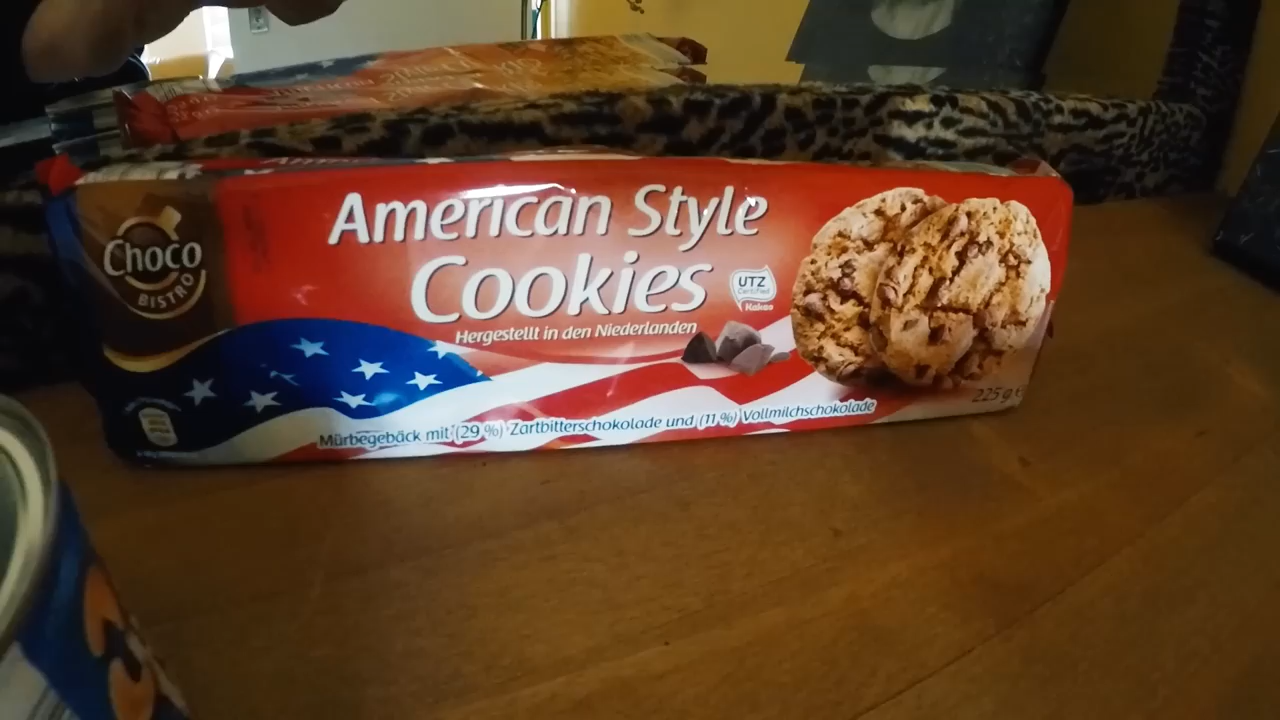 Choco
BISTRO
American Style
Cookies
UTZ
Certified
Kakao
Hergestellt in den Niederlanden
225 g e
Mürbegebäck mit (29 %) Zartbitterschokolade und (11 %) Vollmilchschokolade